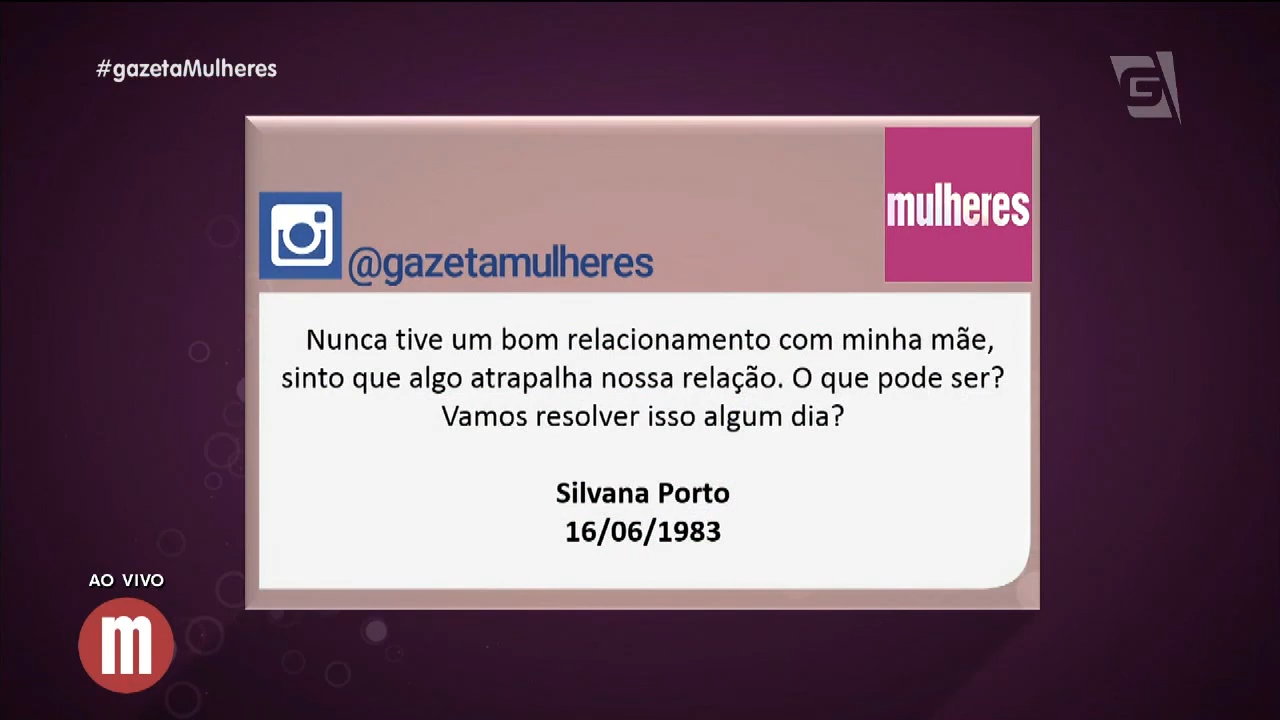 #gazetaMulheres
G
mulheres
@gazetamulheres
Nunca tive um bom relacionamento com minha mãe,
sinto que algo atrapalha nossa relação. O que pode ser?
Vamos resolver isso algum dia?
Silvana Porto
16/06/1983
AO VIVO
m